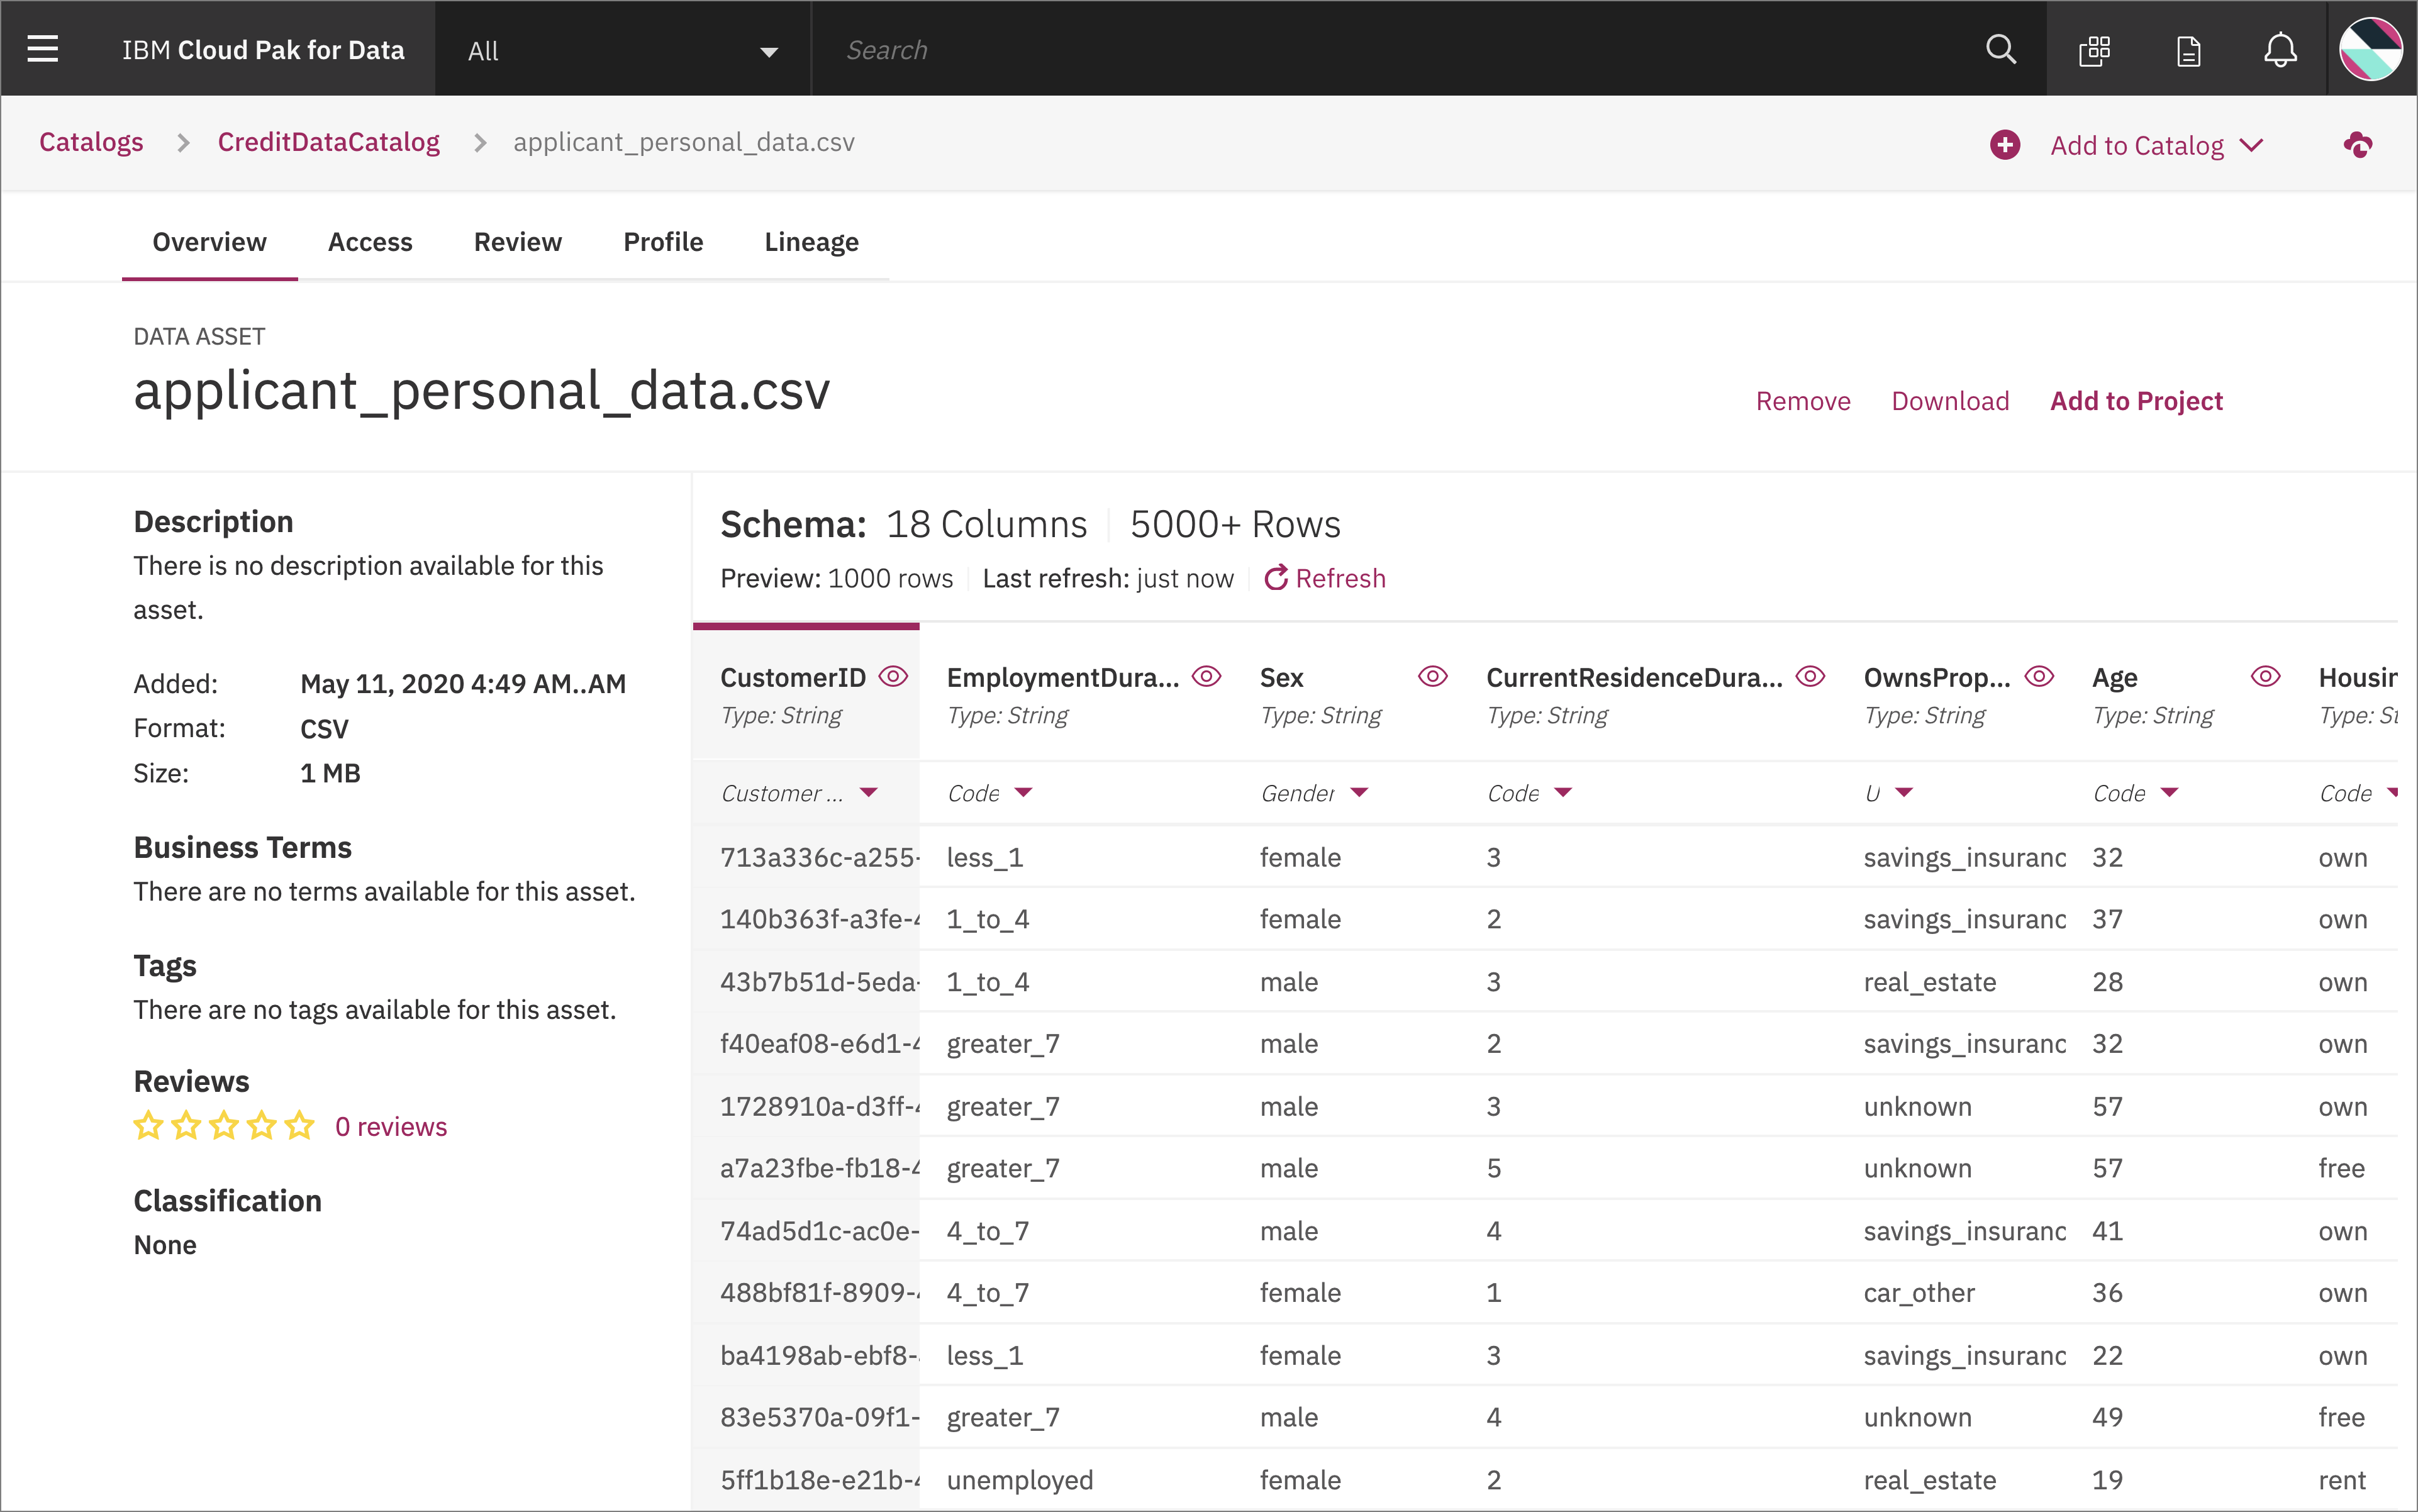 IBM Cloud Pak for Data All Search
Catalogs CreditDataCatalog applicant_personal_data.csv Add to Catalog
Overview Access Review Profile Lineage
DATA ASSET
applicant_personal_data.csv
Remove Download Add to Project
Description
There is no description available for this
asset.
Added: May 11, 2020 4:49 AM..AM
Format: CSV
Size: 1 MB
Business Terms
There are no terms available for this asset.
Tags
There are no tags available for this asset.
Reviews
0 reviews
Classification
None
Schema: 18 Columns 5000+ Rows
Preview: 1000 rows Last refresh: just now Refresh
CustomerID EmploymentDura... Sex CurrentResidenceDura... OwnsProp... Age Housin
Type: String Type: String Type: String Type: String Type: String Type: String Type: St
Customer ... Code Gender Code U Code Code
713a336c-a255- less_1 female 3 savings_insuranc 32 own
140b363f-a3fe-4 1_to_4 female 2 savings_insuranc 37 own
43b7b51d-5eda- 1_to_4 male 3 real_estate 28 own
f40eaf08-e6d1-4 greater_7 male 2 savings_insuranc 32 own
1728910a-d3ff-4 greater_7 male 3 unknown 57 own
a7a23fbe-fb18-4 greater_7 male 5 unknown 57 free
74ad5d1c-ac0e- 4_to_7 male 4 savings_insuranc 41 own
488bf81f-8909-4 4_to_7 female 1 car_other 36 own
ba4198ab-ebf8- less_1 female 3 savings_insuranc 22 own
83e5370a-09f1- greater_7 male 4 unknown 49 free
5ff1b18e-e21b-4 unemployed female 2 real_estate 19 rent